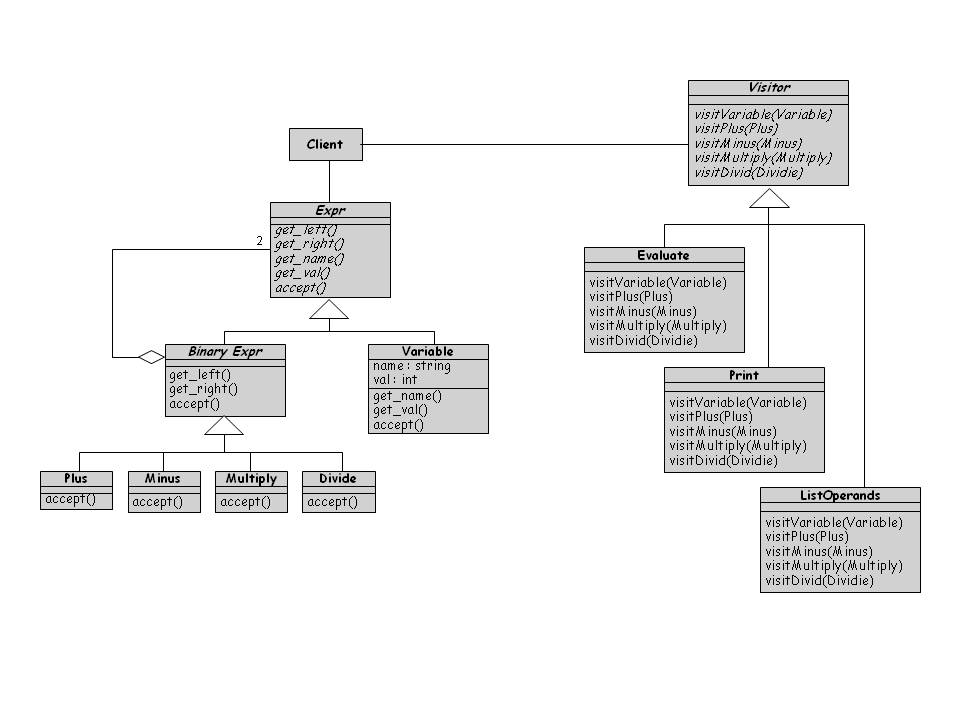 Visitor
visitVariable(Variable)
visitPlus(Plus)
visitMinus(Minus)
visitMultiply(Multiply)
visitDivid(Dividie)
Client
Expr
get_left()
get_right()
get_name()
get_val()
accept()
2
Evaluate
visitVariable(Variable)
visitPlus(Plus)
visitMinus(Minus)
visitMultiply(Multiply)
visitDivid(Dividie)
Binary Expr
get_left()
get_right()
accept()
Variable
name : string
val : int
get_name()
get_val()
accept()
Print
visitVariable(Variable)
visitPlus(Plus)
visitMinus(Minus)
visitMultiply(Multiply)
visitDivid(Dividie)
Plus
accept()
Minus
accept()
Multiply
accept()
Divide
accept()
ListOperands
visitVariable(Variable)
visitPlus(Plus)
visitMinus(Minus)
visitMultiply(Multiply)
visitDivid(Dividie)